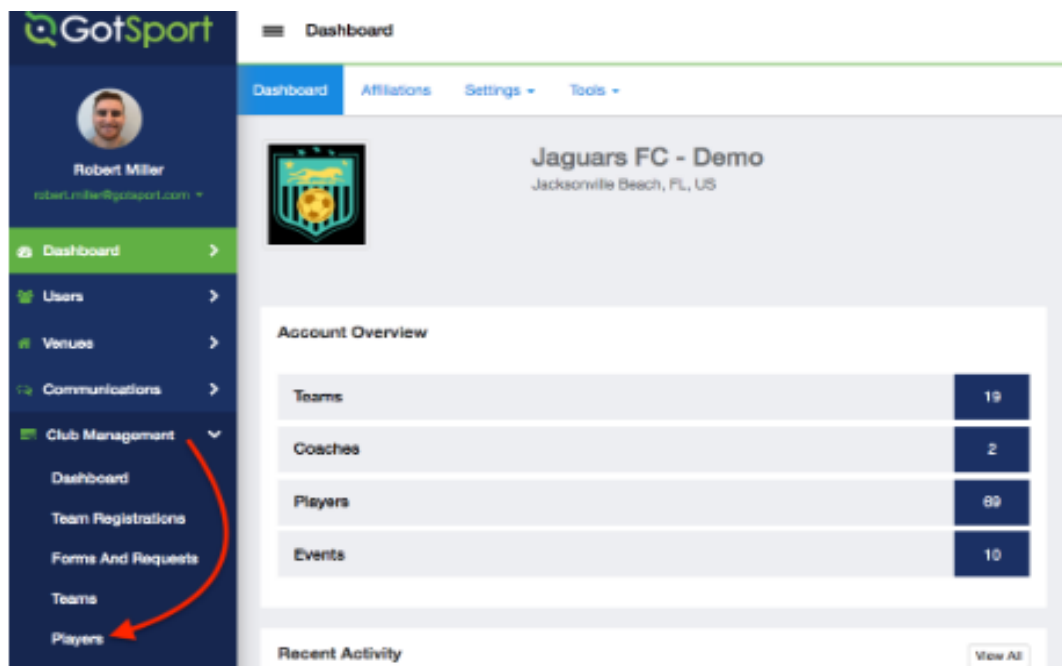 GotSport
Dashboard
Robert Miller
robert.miller@gotsport.com
Dashboard
Users
Venues
Communications
Club Management
Dashboard
Team Registrations
Forms And Requests
Teams
Players
Dashboard Affiliations Settings Tools
Jaguars FC - Demo
Jacksonville Beach, FL, US
Account Overview
Teams 19
Coaches 2
Players 69
Events 10
Recent Activity View All